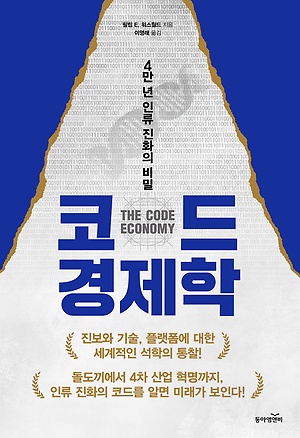 필립 E. 워스월드 지음
이영래 옮김
4만 년 인류 진화의 비밀
THE CODE
ECONOMY
코드
경제학
진보와 기술, 플랫폼에 대한
세계적인 석학의 통찰!
돌도끼에서 4차 산업 혁명까지,
인류 진화의 코드를 알면 미래가 보인다!
동아엠앤비